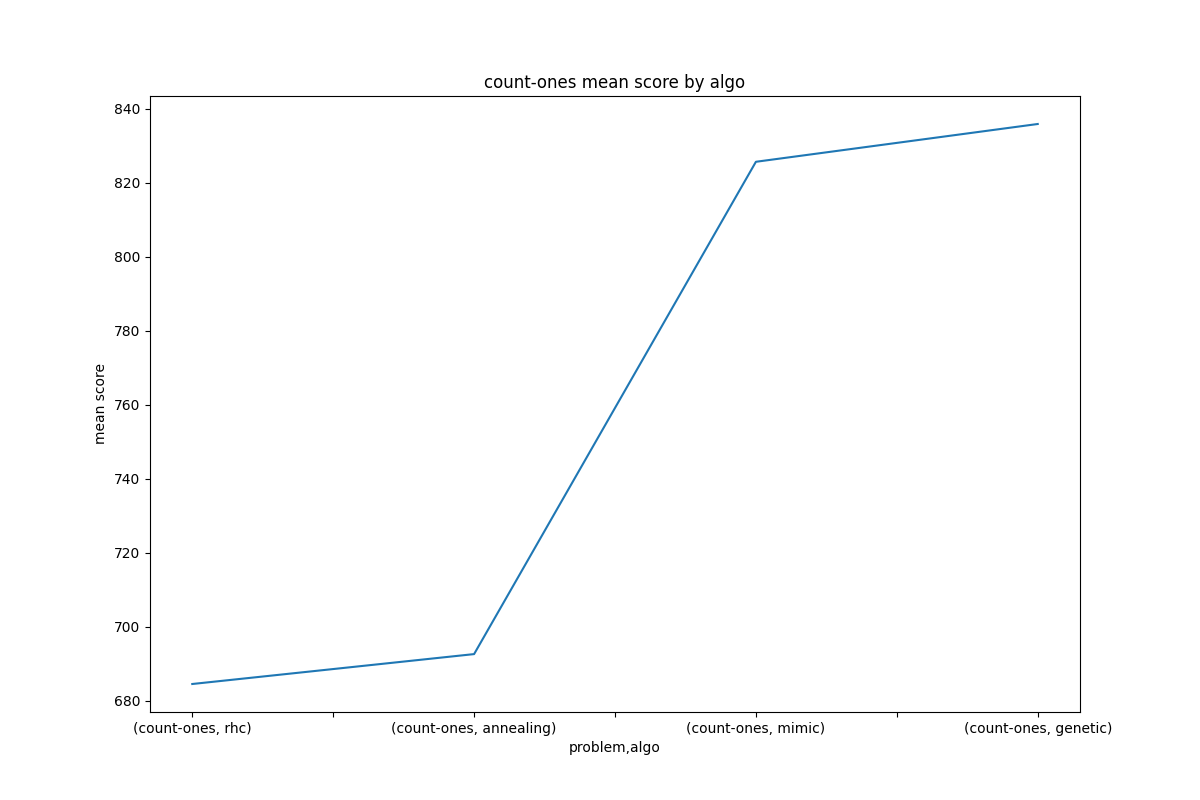 count-ones mean score by algo
840
820
800
780
760
740
720
700
680
mean score
(count-ones, rhc)
(count-ones, annealing)
(count-ones, mimic)
(count-ones, genetic)
problem,algo